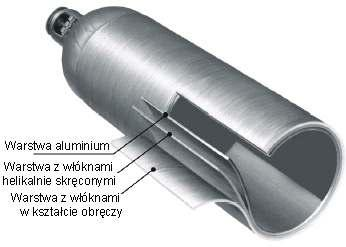 Warstwa aluminium
Warstwa z włóknami
helikalnie skręconymi
Warstwa z włóknami
w kształcie obręczy